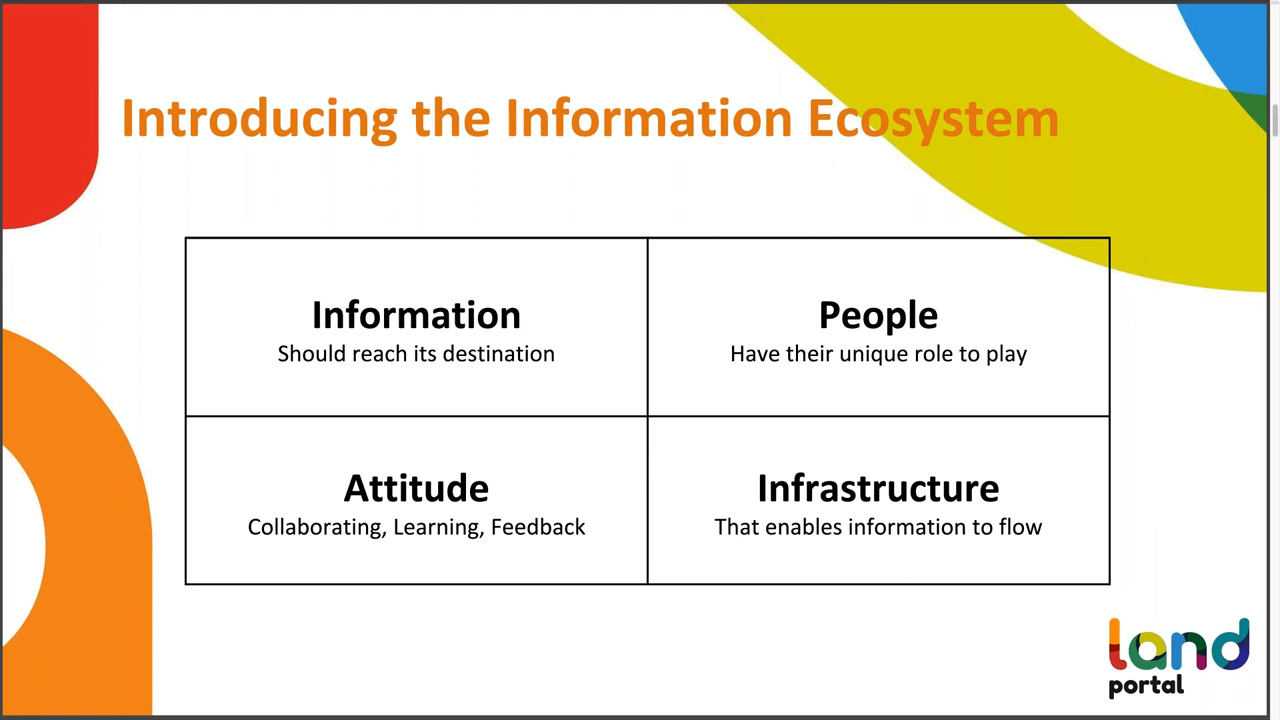 Introducing the Information Ecosystem
Information
Should reach its destination
People
Have their unique role to play
Attitude
Collaborating, Learning, Feedback
Infrastructure
That enables information to flow
land
portal